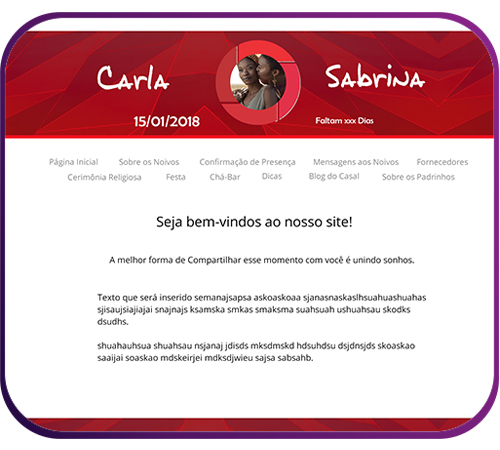 Carla
Sabrina
15/01/2018
Faltam xxx Dias
Página Inicial Sobre os Noivos Confirmação de Presença Mensagens aos Noivos Fornecedores
Cerimônia Religiosa Festa Chá-Bar Dicas Blog do Casal Sobre os Padrinhos
Seja bem-vindos ao nosso site!
A melhor forma de Compartilhar esse momento com você é unindo sonhos.
Texto que será inserido semanajsapsa askoaskoaa sjanasnaskaslhsuahuashuahas
sjisaujsiajiajai snajnajs ksamska smkas smaksma suahsuah ushuahsau skodks
dsudhs.
shuahauhsua shuahsau nsjanaj jdisds mksdmskd hdsuhdsu dsjdnsjds skoaskao
saaijai soaskao mdskeirjei mdksdjwieu sajsa sabsahb.